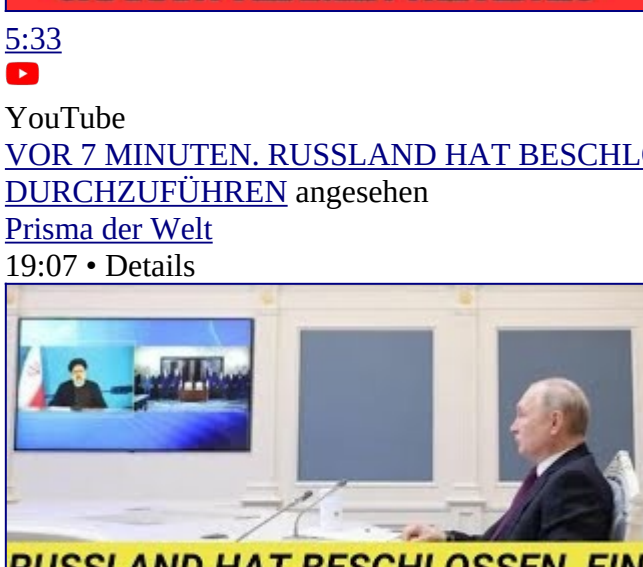 5:33
YouTube
VOR 7 MINUTEN. RUSSLAND HAT
DURCHZUFÜHREN angesehen
Prisma der Welt
19:07 • Details
RUSSLAND HAT BESCHLOSSEN, EIN